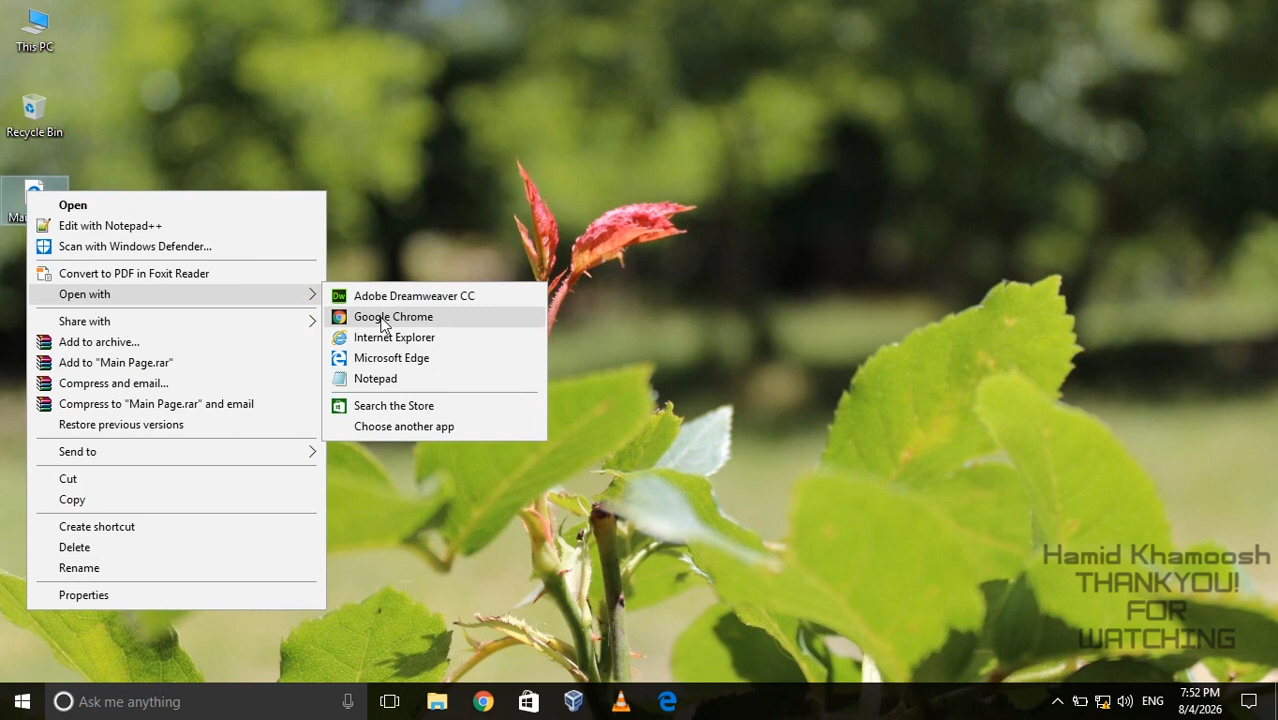 This PC
Recycle Bin
Open
Edit with Notepad++
Scan with Windows Defender...
Convert to PDF in Foxit Reader
Open with
Share with
Add to archive...
Add to "Main Page.rar"
Compress and email...
Compress to "Main Page.rar" and email
Restore previous versions
Send to
Cut
Copy
Create shortcut
Delete
Rename
Properties
Dw Adobe Dreamweaver CC
Google Chrome
Internet Explorer
Microsoft Edge
Notepad
Search the Store
Choose another app
Hamid Khamoosh
THANKYOU!
FOR
WATCHING
Ask me anything
ENG
7:52 PM
8/4/2026